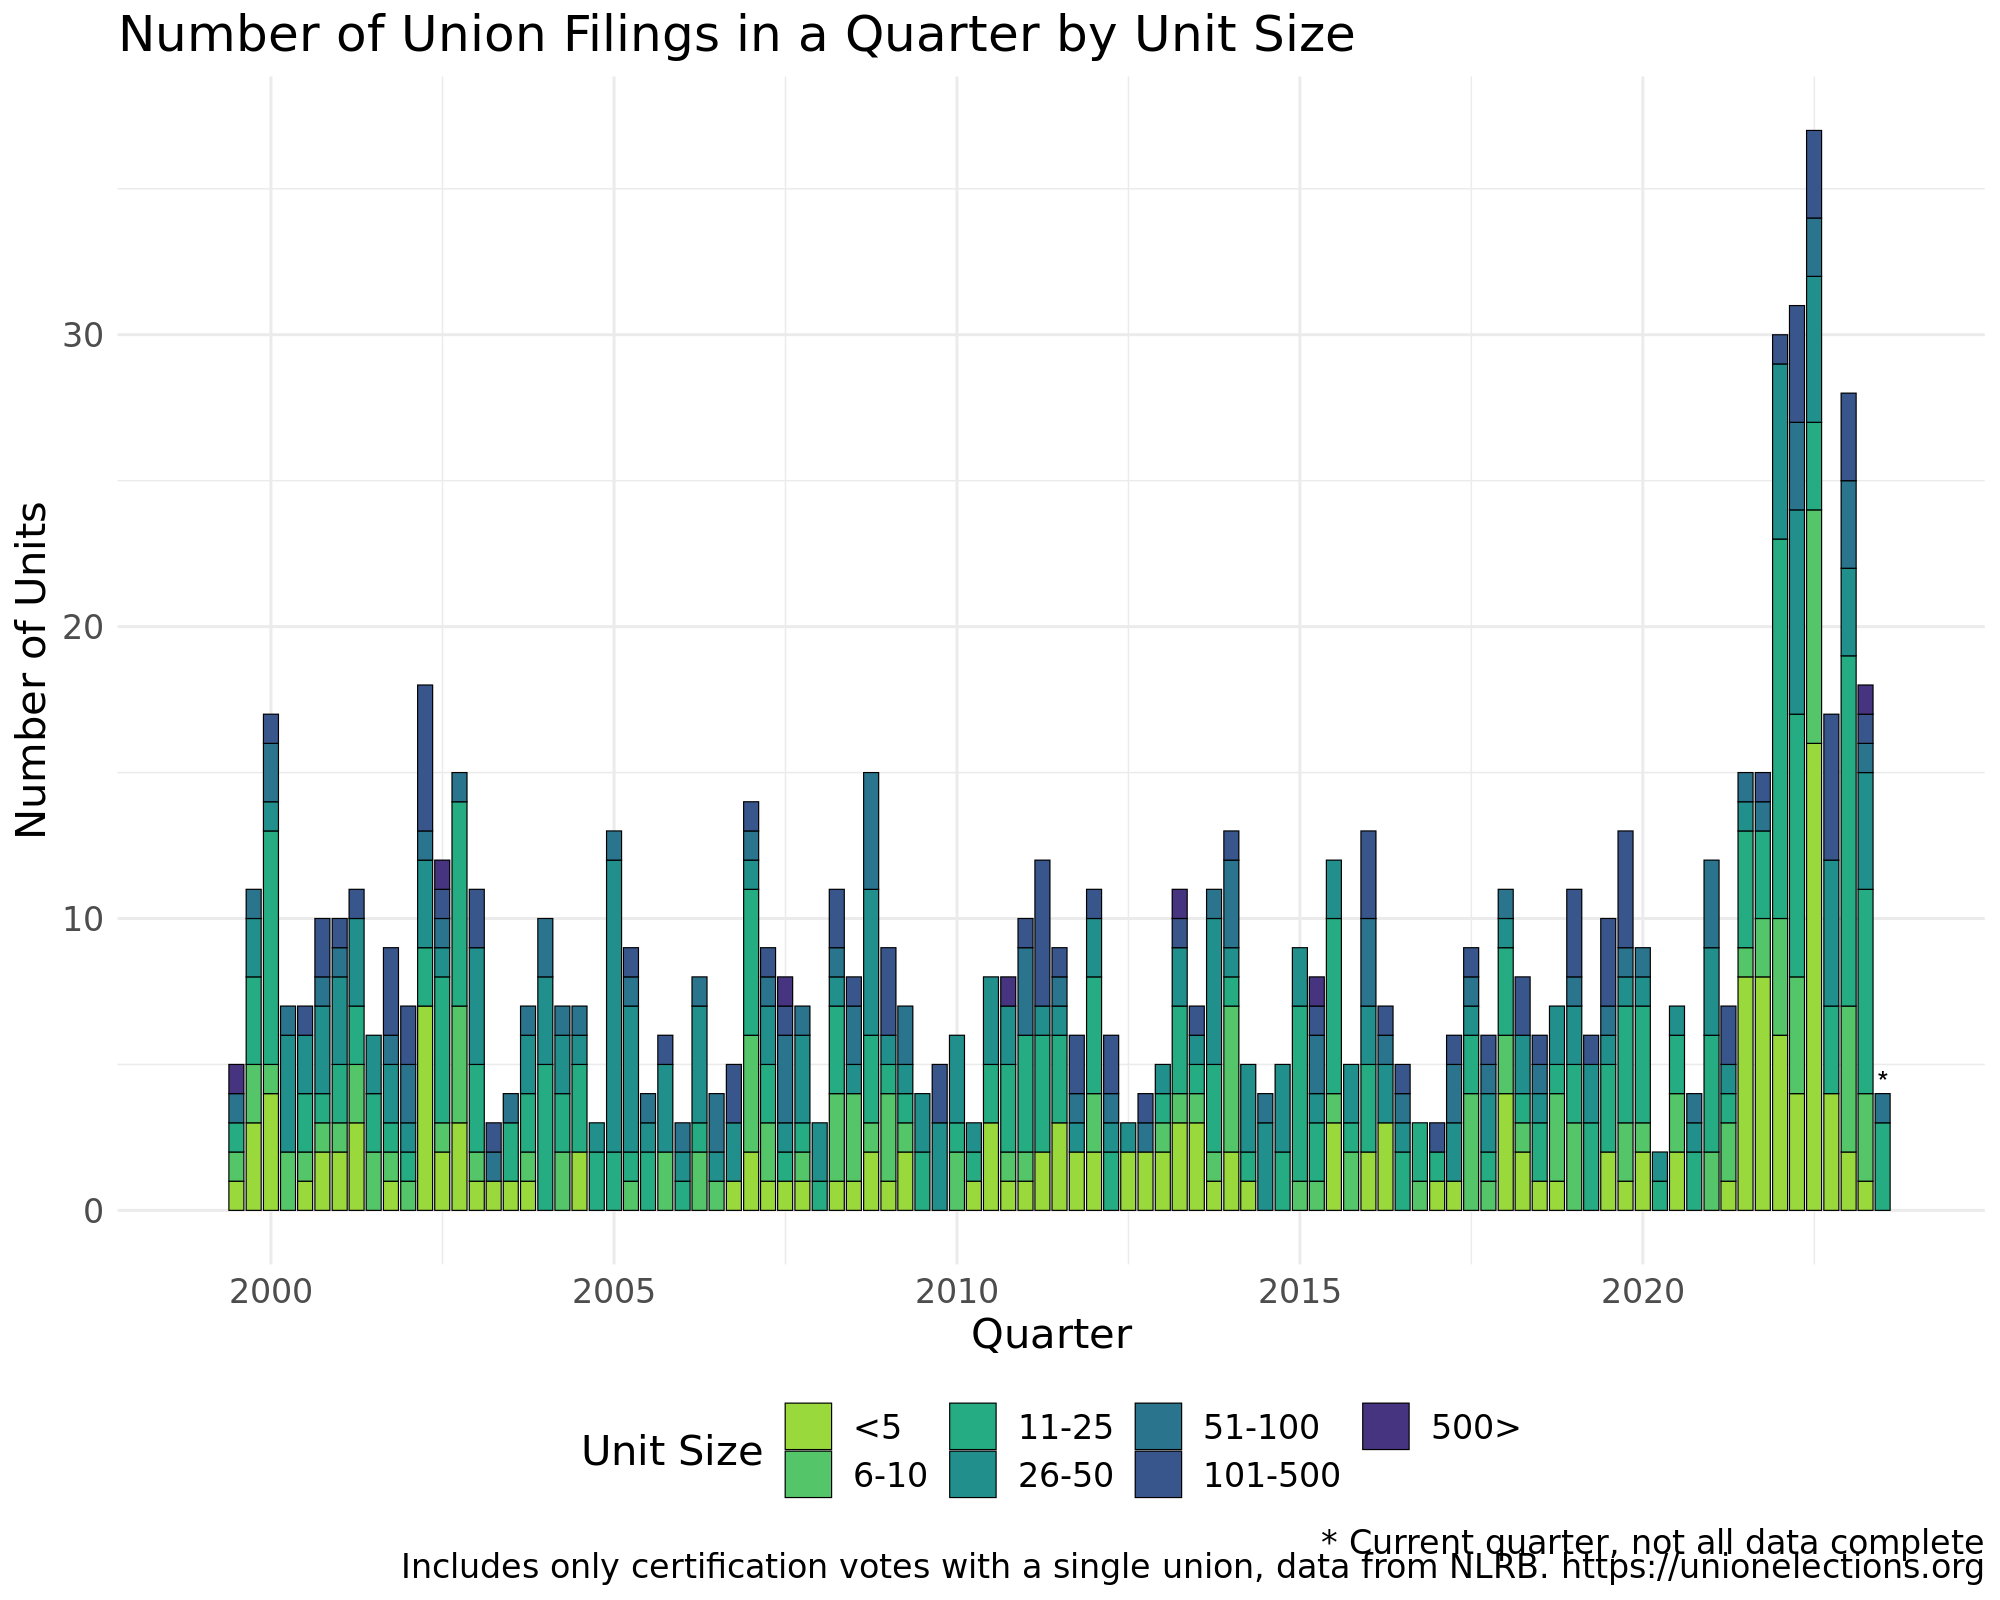 Number of Union Filings in a Quarter by Unit Size
Number of Units
30
20
10
0
*
2000 2005 2010 2015 2020
Quarter
Unit Size
<5 11-25 51-100 500>
6-10 26-50 101-500
* Current quarter, not all data complete
Includes only certification votes with a single union, data from NLRB. https://unionelections.org